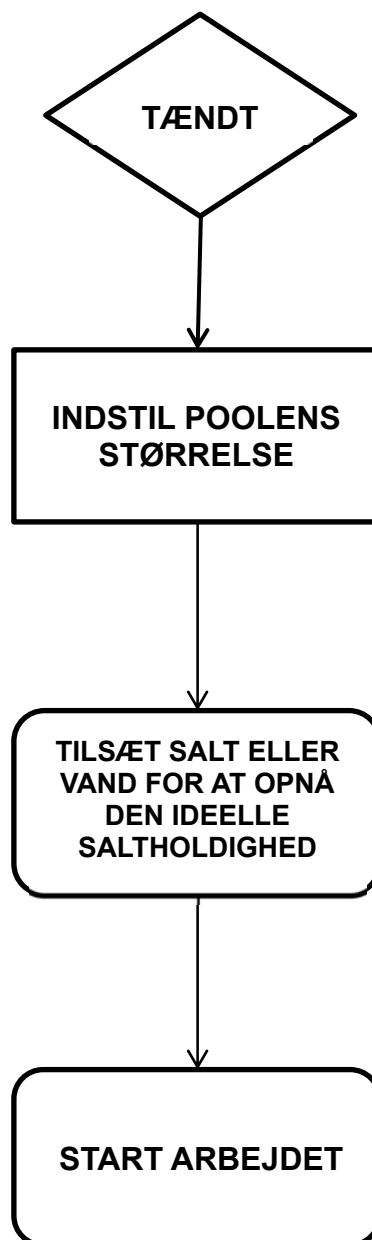 TÆNDT
INDSTIL POOLENS
STØRRELSE
TILSÆT SALT ELLER
VAND FOR AT OPNÅ
DEN IDEELLE
SALTHOLDIGHED
START ARBEJDET